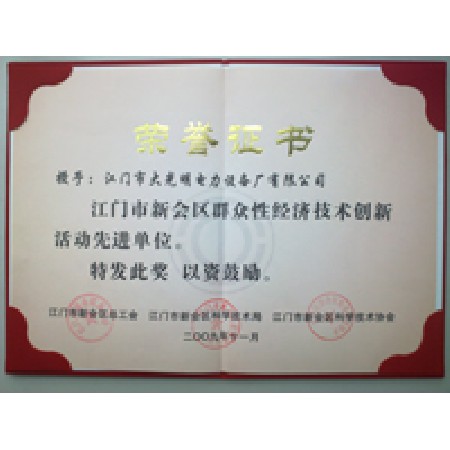 荣誉证书
授予：江门市大光明电力设备厂有限公司
江门市新会区群众性经济技术创新
活动先进单位。
特发此奖 以资鼓励。
江门市新会区总工会 江门市新会区科学技术局 江门市新会区科学技术协会
二〇〇九年十一月